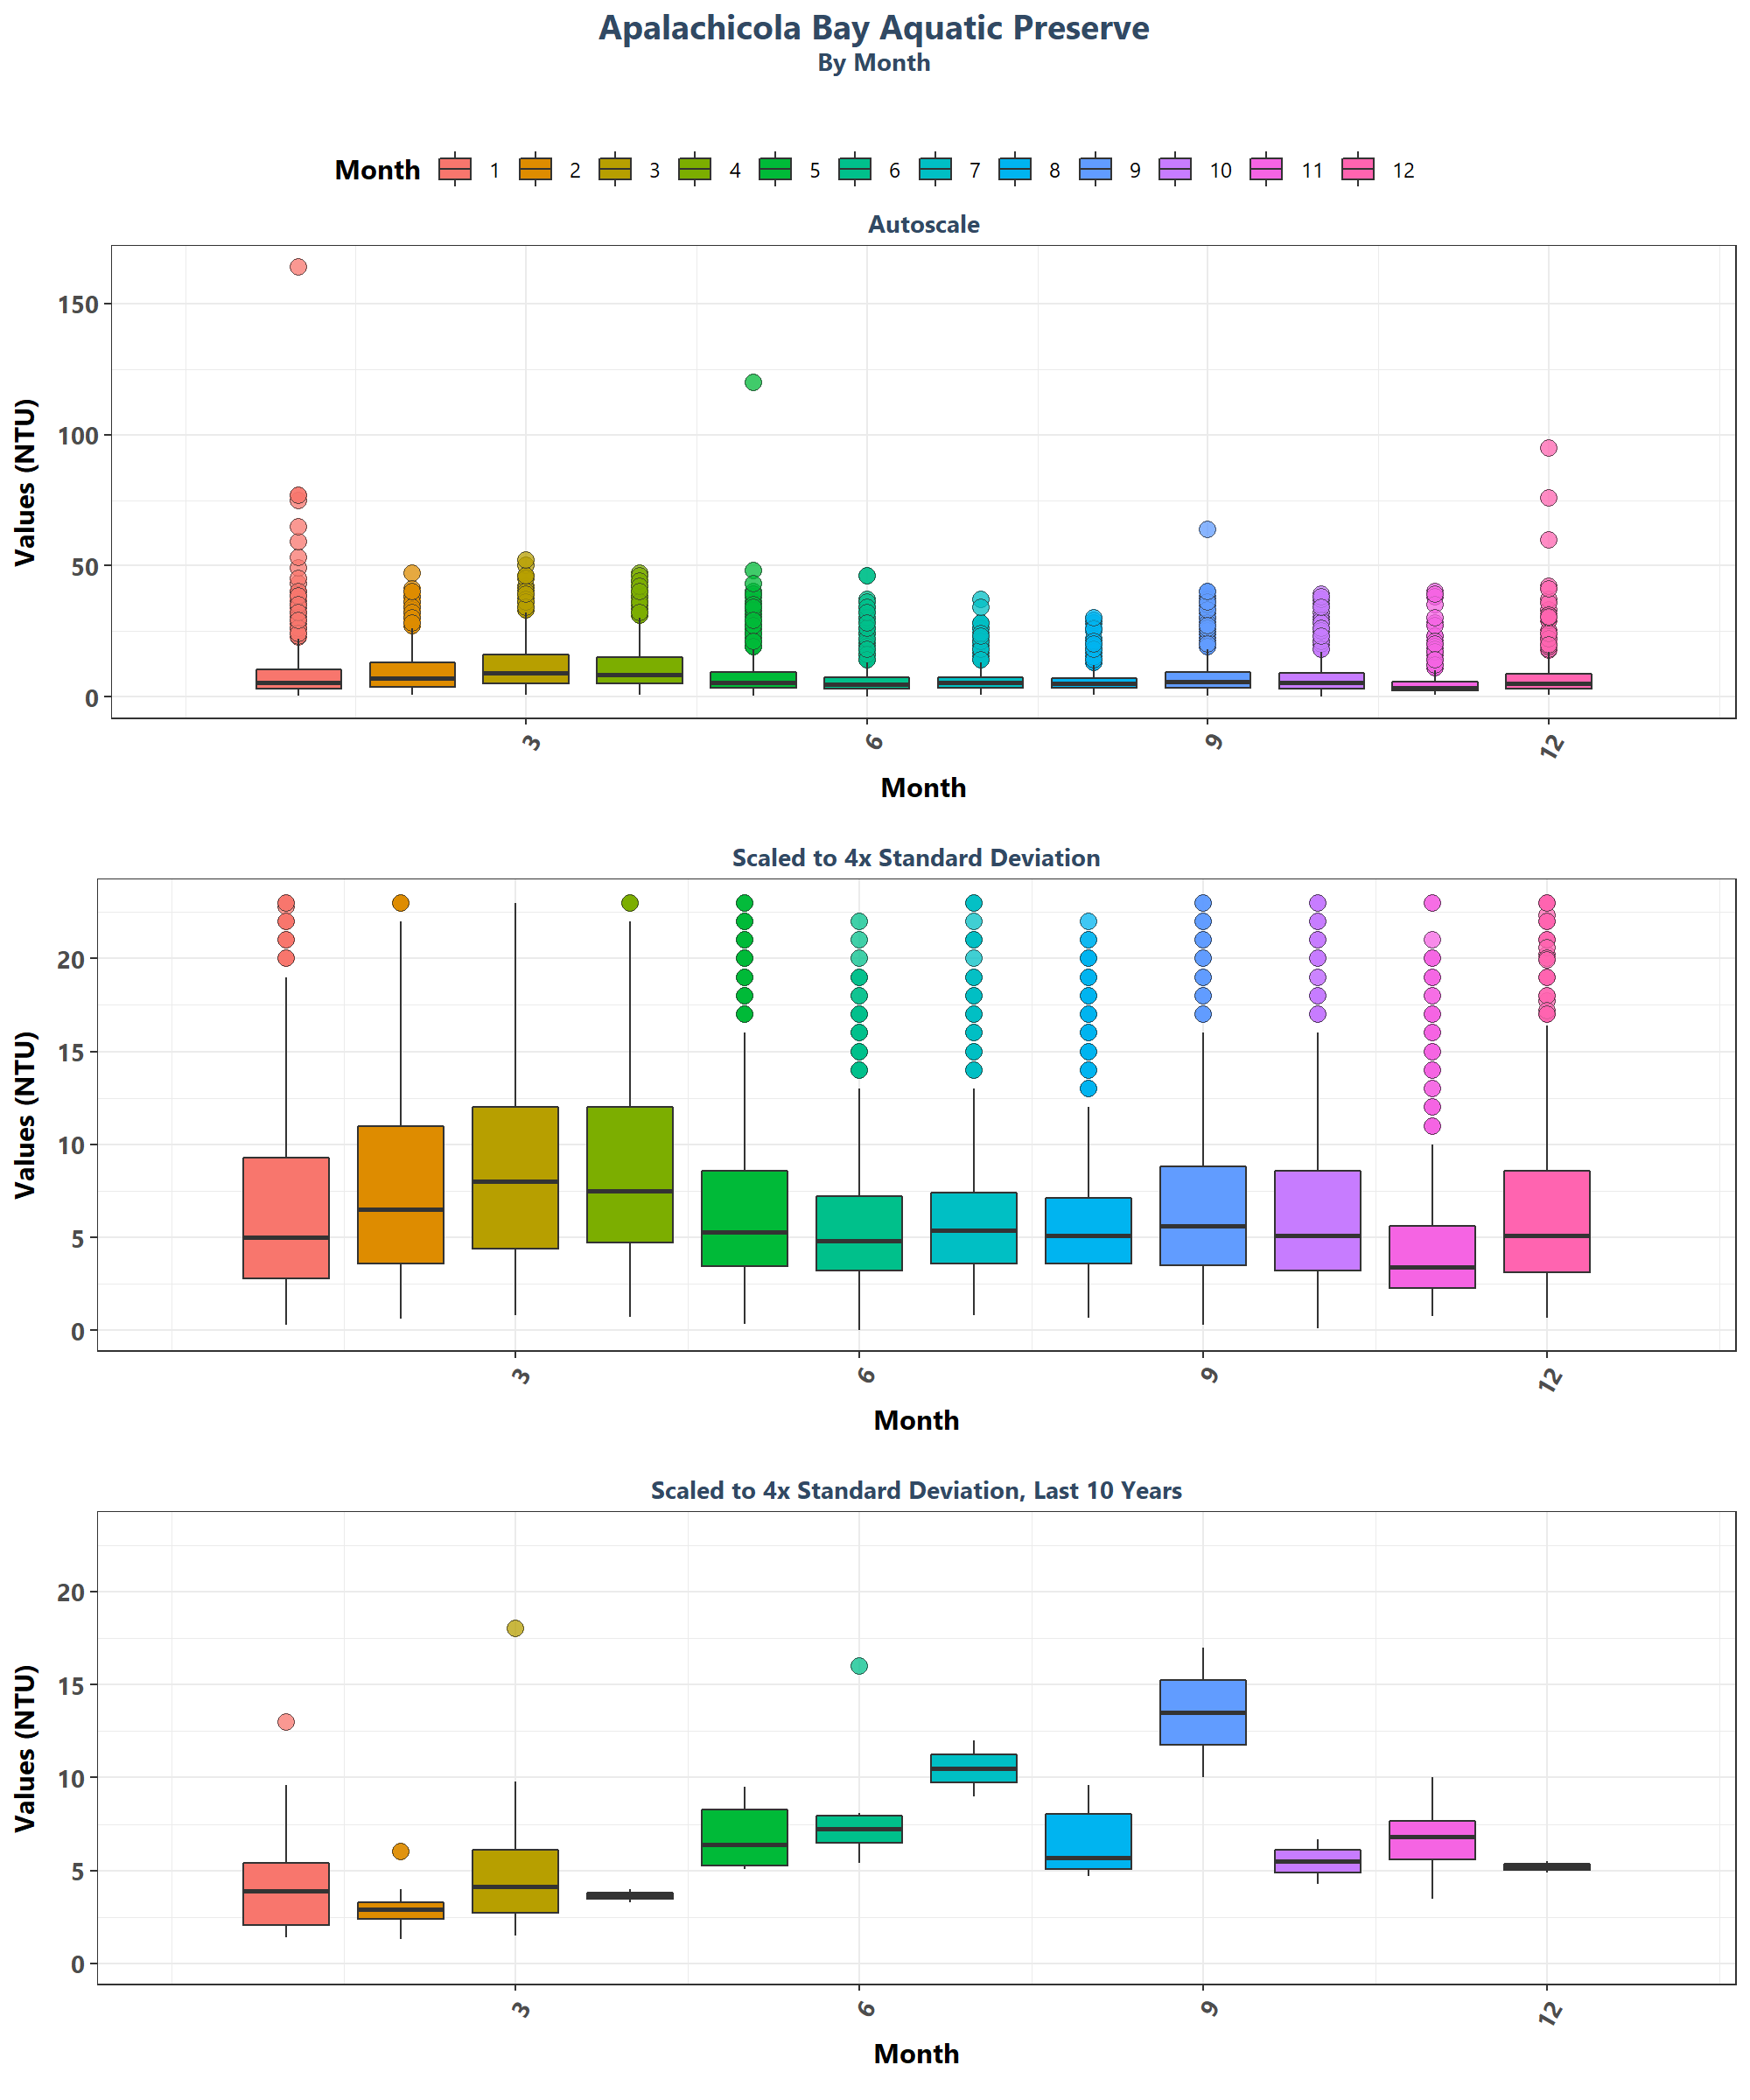 Apalachicola Bay Aquatic Preserve
By Month
Month 1 2 3 4 5 6 7 8 9 10 11 12
Autoscale
Values (NTU)
150
100
50
0
3 6 9 12
Month
Scaled to 4x Standard Deviation
Values (NTU)
20
15
10
5
0
3 6 9 12
Month
Scaled to 4x Standard Deviation, Last 10 Years
Values (NTU)
20
15
10
5
0
3 6 9 12
Month